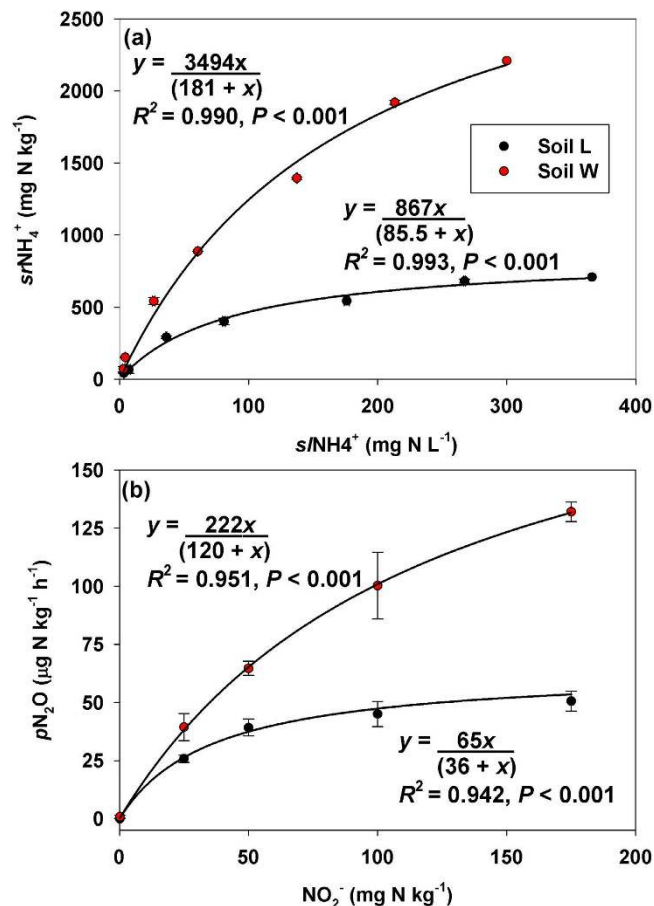 (a)
y = 3494x
(181 + x)
R² = 0.990, P < 0.001
Soil L
Soil W
y = 867x
(85.5 + x)
R² = 0.993, P < 0.001
srNH₄⁺ (mg N kg⁻¹)
2500
2000
1500
1000
500
0
0 100 200 300 400
slNH4⁺ (mg N L⁻¹)
(b)
y = 222x
(120 + x)
R² = 0.951, P < 0.001
y = 65x
(36 + x)
R² = 0.942, P < 0.001
pN₂O (μg N kg⁻¹ h⁻¹)
150
125
100
75
50
25
0
0 50 100 150 200
NO₂⁻ (mg N kg⁻¹)